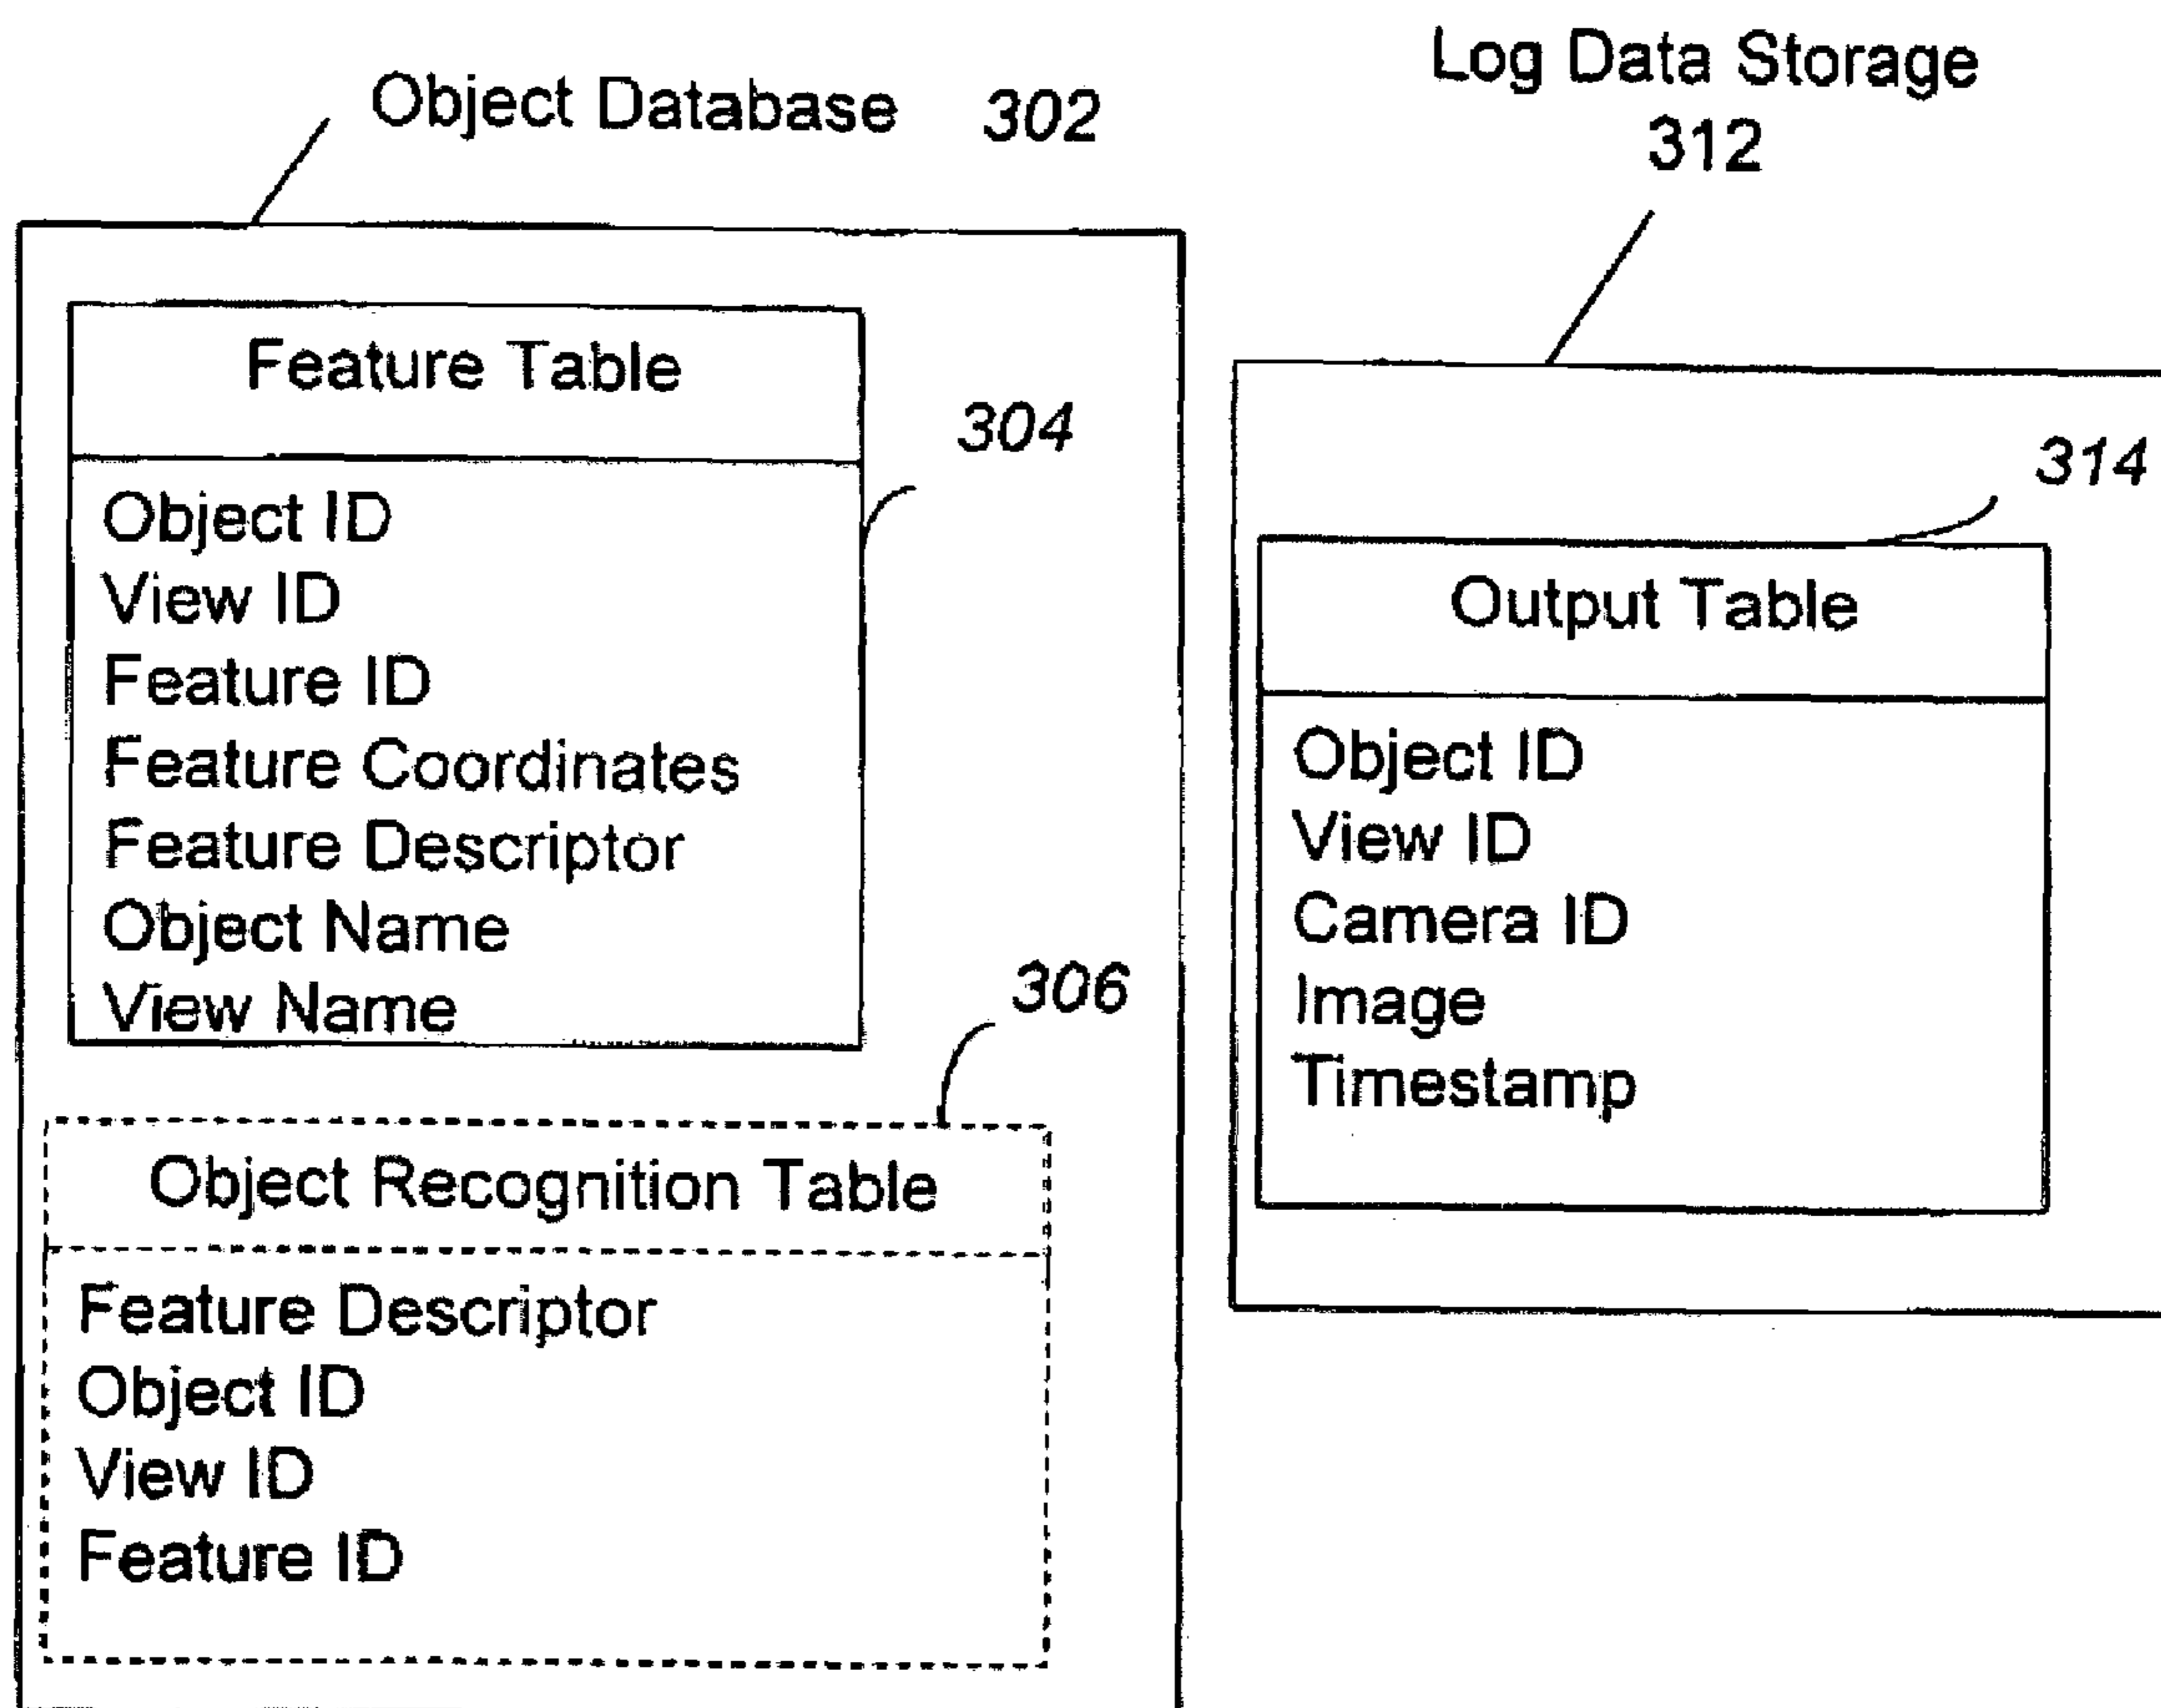 Object Database 302
Feature Table
304
Object ID
View ID
Feature ID
Feature Coordinates
Feature Descriptor
Object Name
View Name
306
Object Recognition Table
Feature Descriptor
Object ID
View ID
Feature ID
Log Data Storage
312
314
Output Table
Object ID
View ID
Camera ID
Image
Timestamp